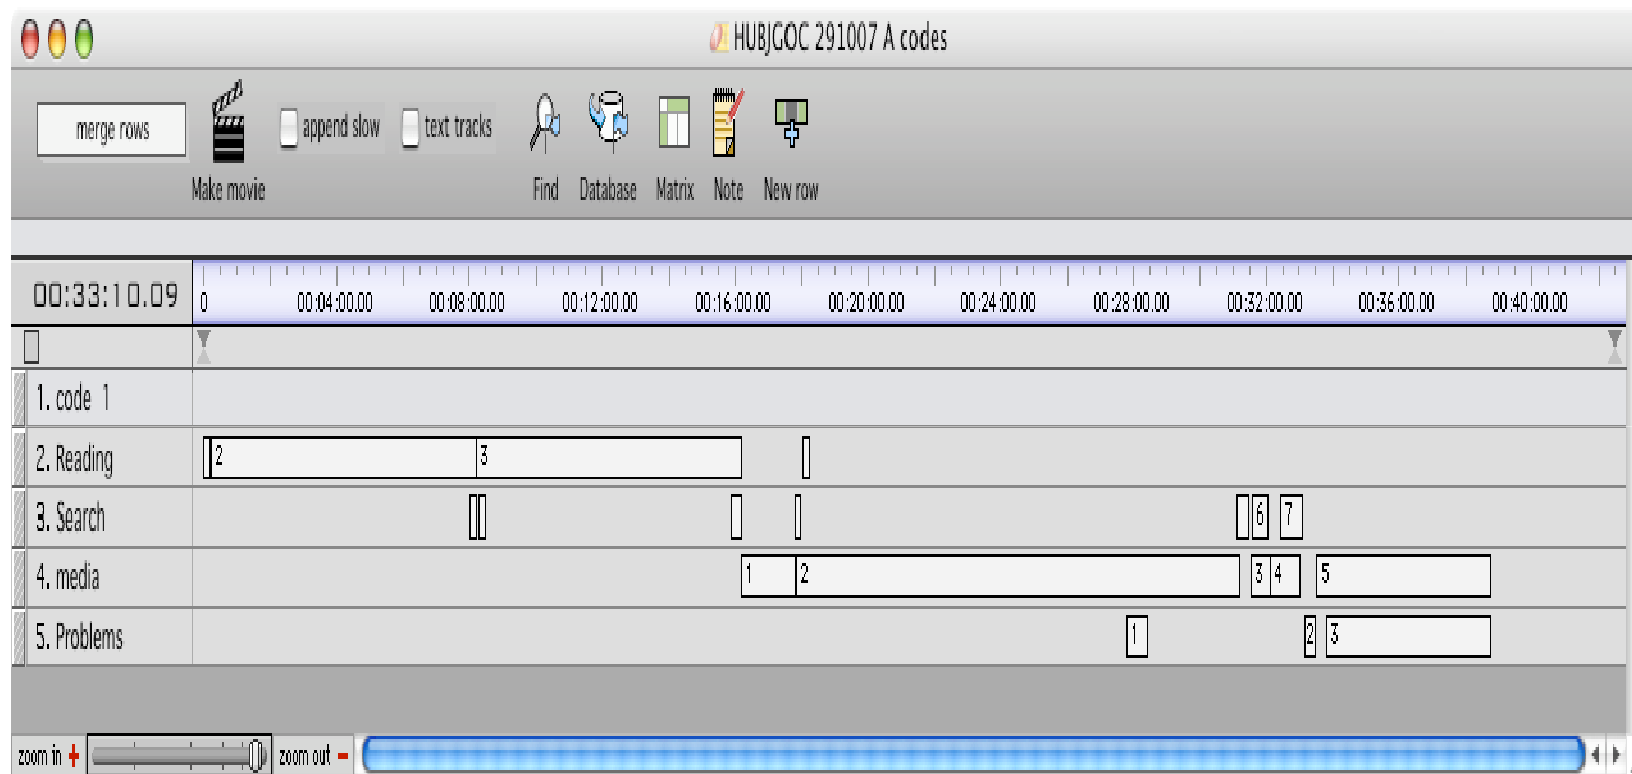 HUBJGOC 291007 A codes
merge rows
append slow
text tracks
Make movie
Find
Database
Matrix
Note
New row
00:33:10.09
0 00:04:00.00 00:08:00.00 00:12:00.00 00:16:00.00 00:20:00.00 00:24:00.00 00:28:00.00 00:32:00.00 00:36:00.00 00:40:00.00
1. code 1
2. Reading
2 3
3. Search
6 7
4. media
1 2 3 4 5
5. Problems
1 2 3
zoom in +
zoom out -